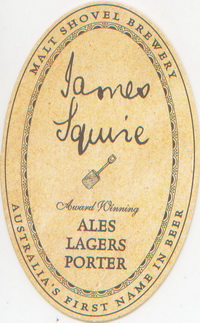 MALT SHOVEL BREWERY
James
Squire
Award Winning
ALES
LAGERS
PORTER
AUSTRALIA'S FIRST NAME IN BEER